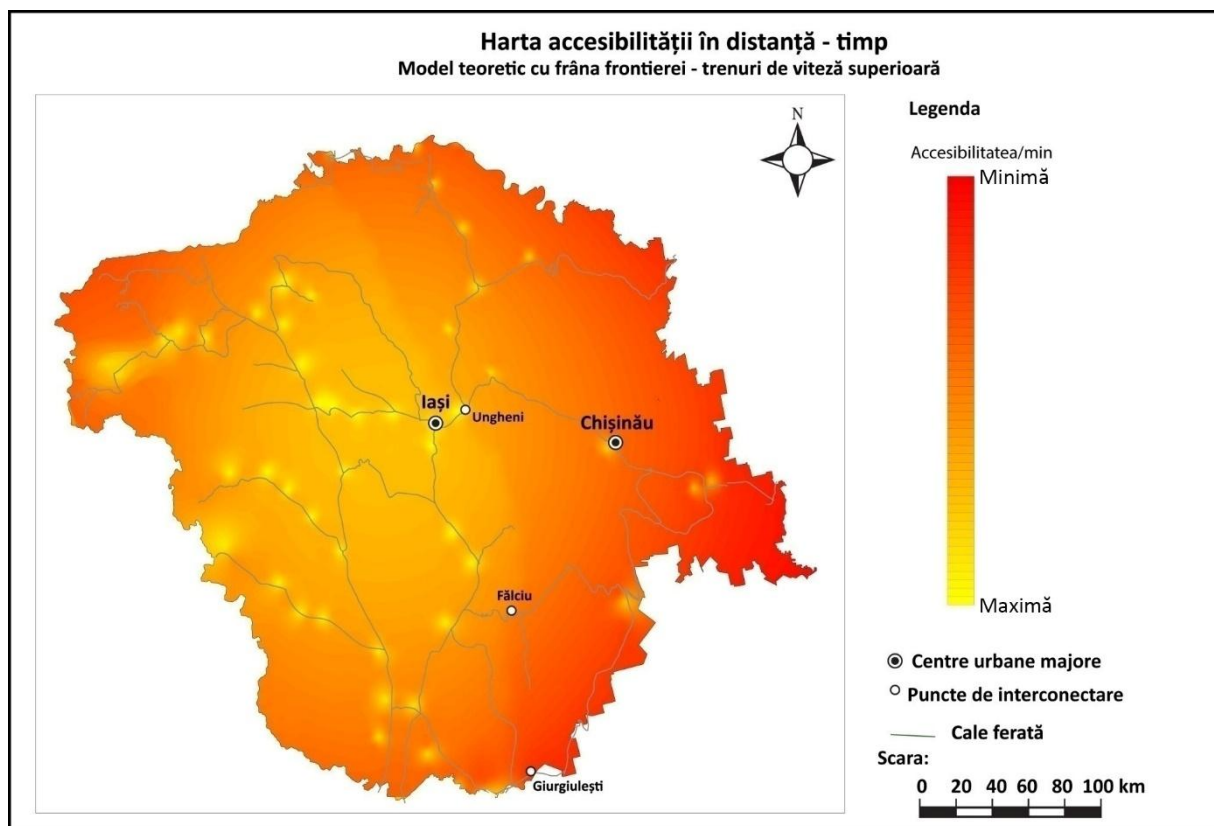 Harta accesibilității în distanță - timp
Model teoretic cu frâna frontierei - trenuri de viteză superioară
N
Legenda
Accesibilitatea/min
Minimă
Maximă
Iași
Ungheni
Chișinău
Fălciu
Giurgiulești
Centre urbane majore
Puncte de interconectare
Cale ferată
Scara:
0 20 40 60 80 100 km